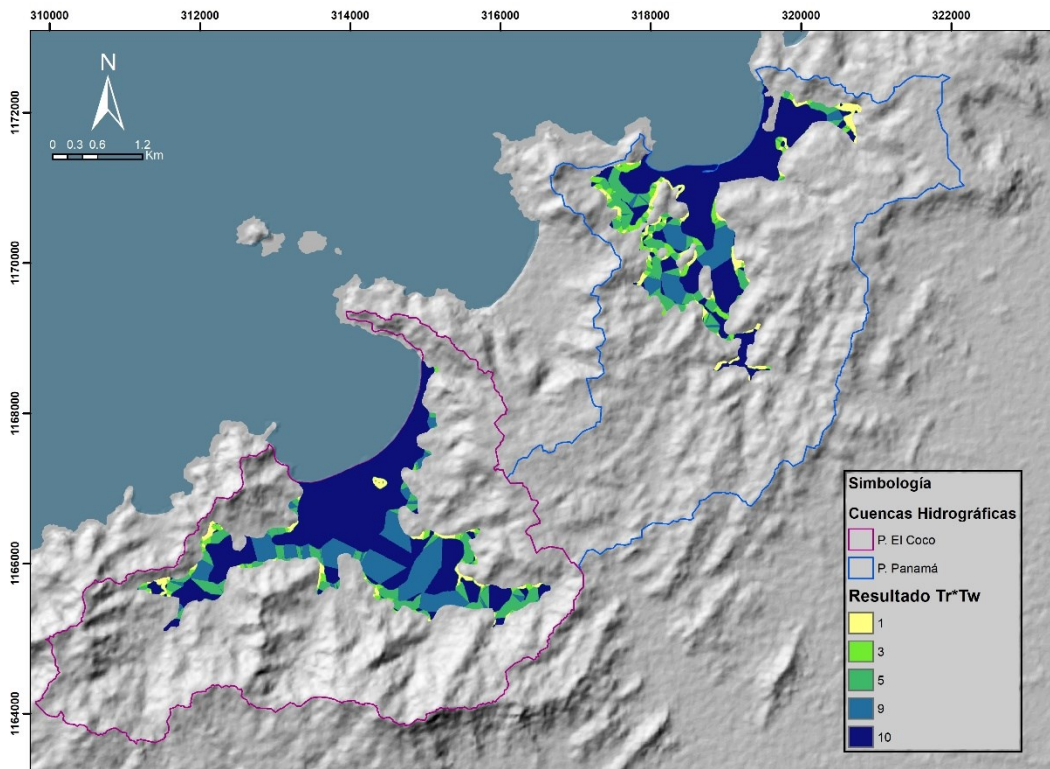 310000 312000 314000 316000 318000 320000 322000
N
0 0.3 0.6 1.2
Km
1172000
1170000
1168000
1166000
1164000
Simbología
Cuencas Hidrográficas
P. El Coco
P. Panamá
Resultado Tr*Tw
1
3
5
9
10